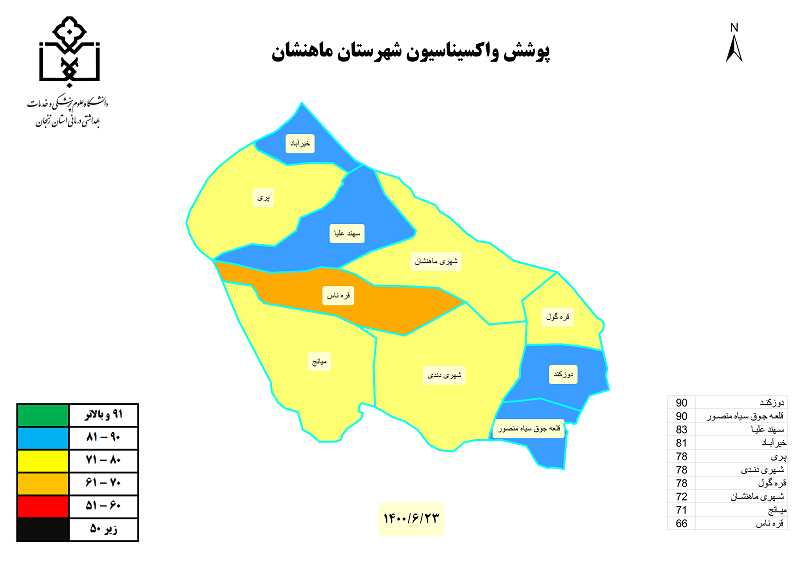 پوشش واکسیناسیون شهرستان ماهنشان
N
دانشگاه علوم پزشکی و خدمات
بهداشتی درمانی استان زنجان
خیرآباد
پری
سهند علیا
شهری ماهنشان
قره ناس
قره گول
میانج
شهری دندی
دوزکند
قلعه جوق سیاه منصور
۹۱ و بالاتر
۸۱ – ۹۰
۷۱ – ۸۰
۶۱ – ۷۰
۵۱ – ۶۰
زیر ۵۰
۱۴۰۰/۶/۲۳
دوزکند 90
قلعه جوق سیاه منصور 90
سهند علیا 83
خیرآباد 81
پری 78
شهری دندی 78
قره گول 78
شهری ماهنشان 72
میانج 71
قره ناس 66